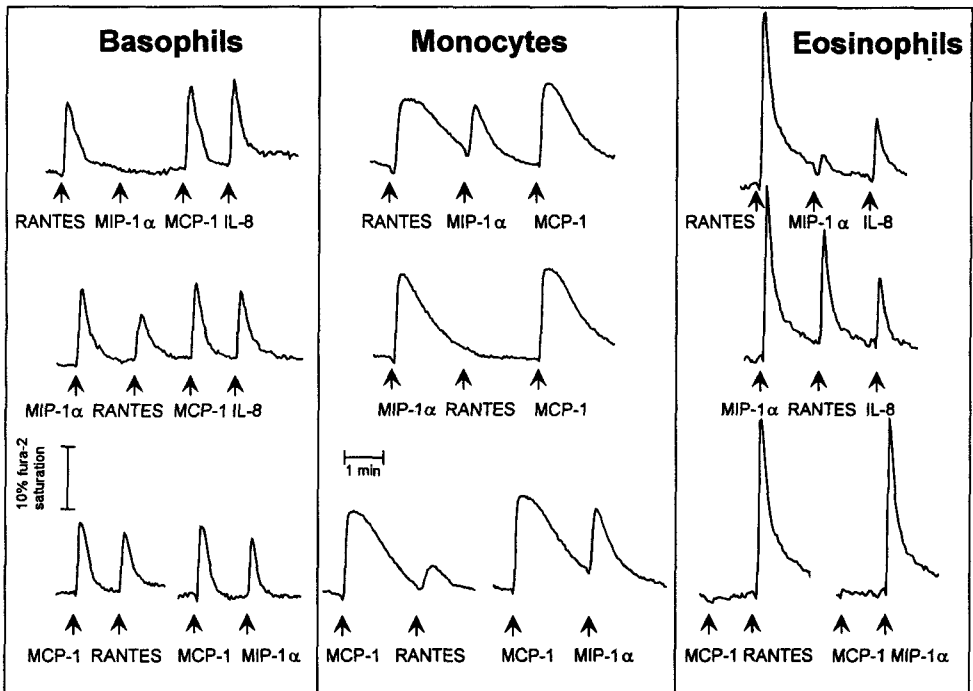 Basophils
Monocytes
Eosinophils
RANTES MIP-1α MCP-1 IL-8
RANTES MIP-1α MCP-1
RANTES MIP-1α IL-8
MIP-1α RANTES MCP-1 IL-8
MIP-1α RANTES MCP-1
MIP-1α RANTES IL-8
10% fura-2
saturation
1 min
MCP-1 RANTES MCP-1 MIP-1α
MCP-1 RANTES MCP-1 MIP-1α
MCP-1 RANTES MCP-1 MIP-1α